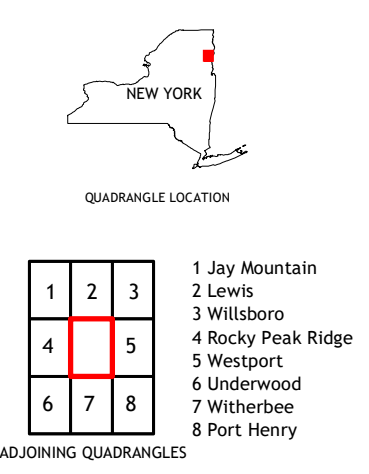 NEW YORK
QUADRANGLE LOCATION
1 2 3
4 5
6 7 8
1 Jay Mountain
2 Lewis
3 Willsboro
4 Rocky Peak Ridge
5 Westport
6 Underwood
7 Witherbee
8 Port Henry
ADJOINING QUADRANGLES